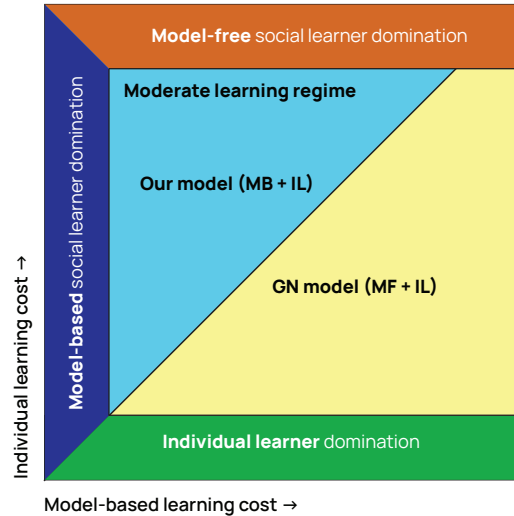 Model-free social learner domination
Moderate learning regime
Our model (MB + IL)
GN model (MF + IL)
Model-based social learner domination
Individual learner domination
Individual learning cost →
Model-based learning cost →